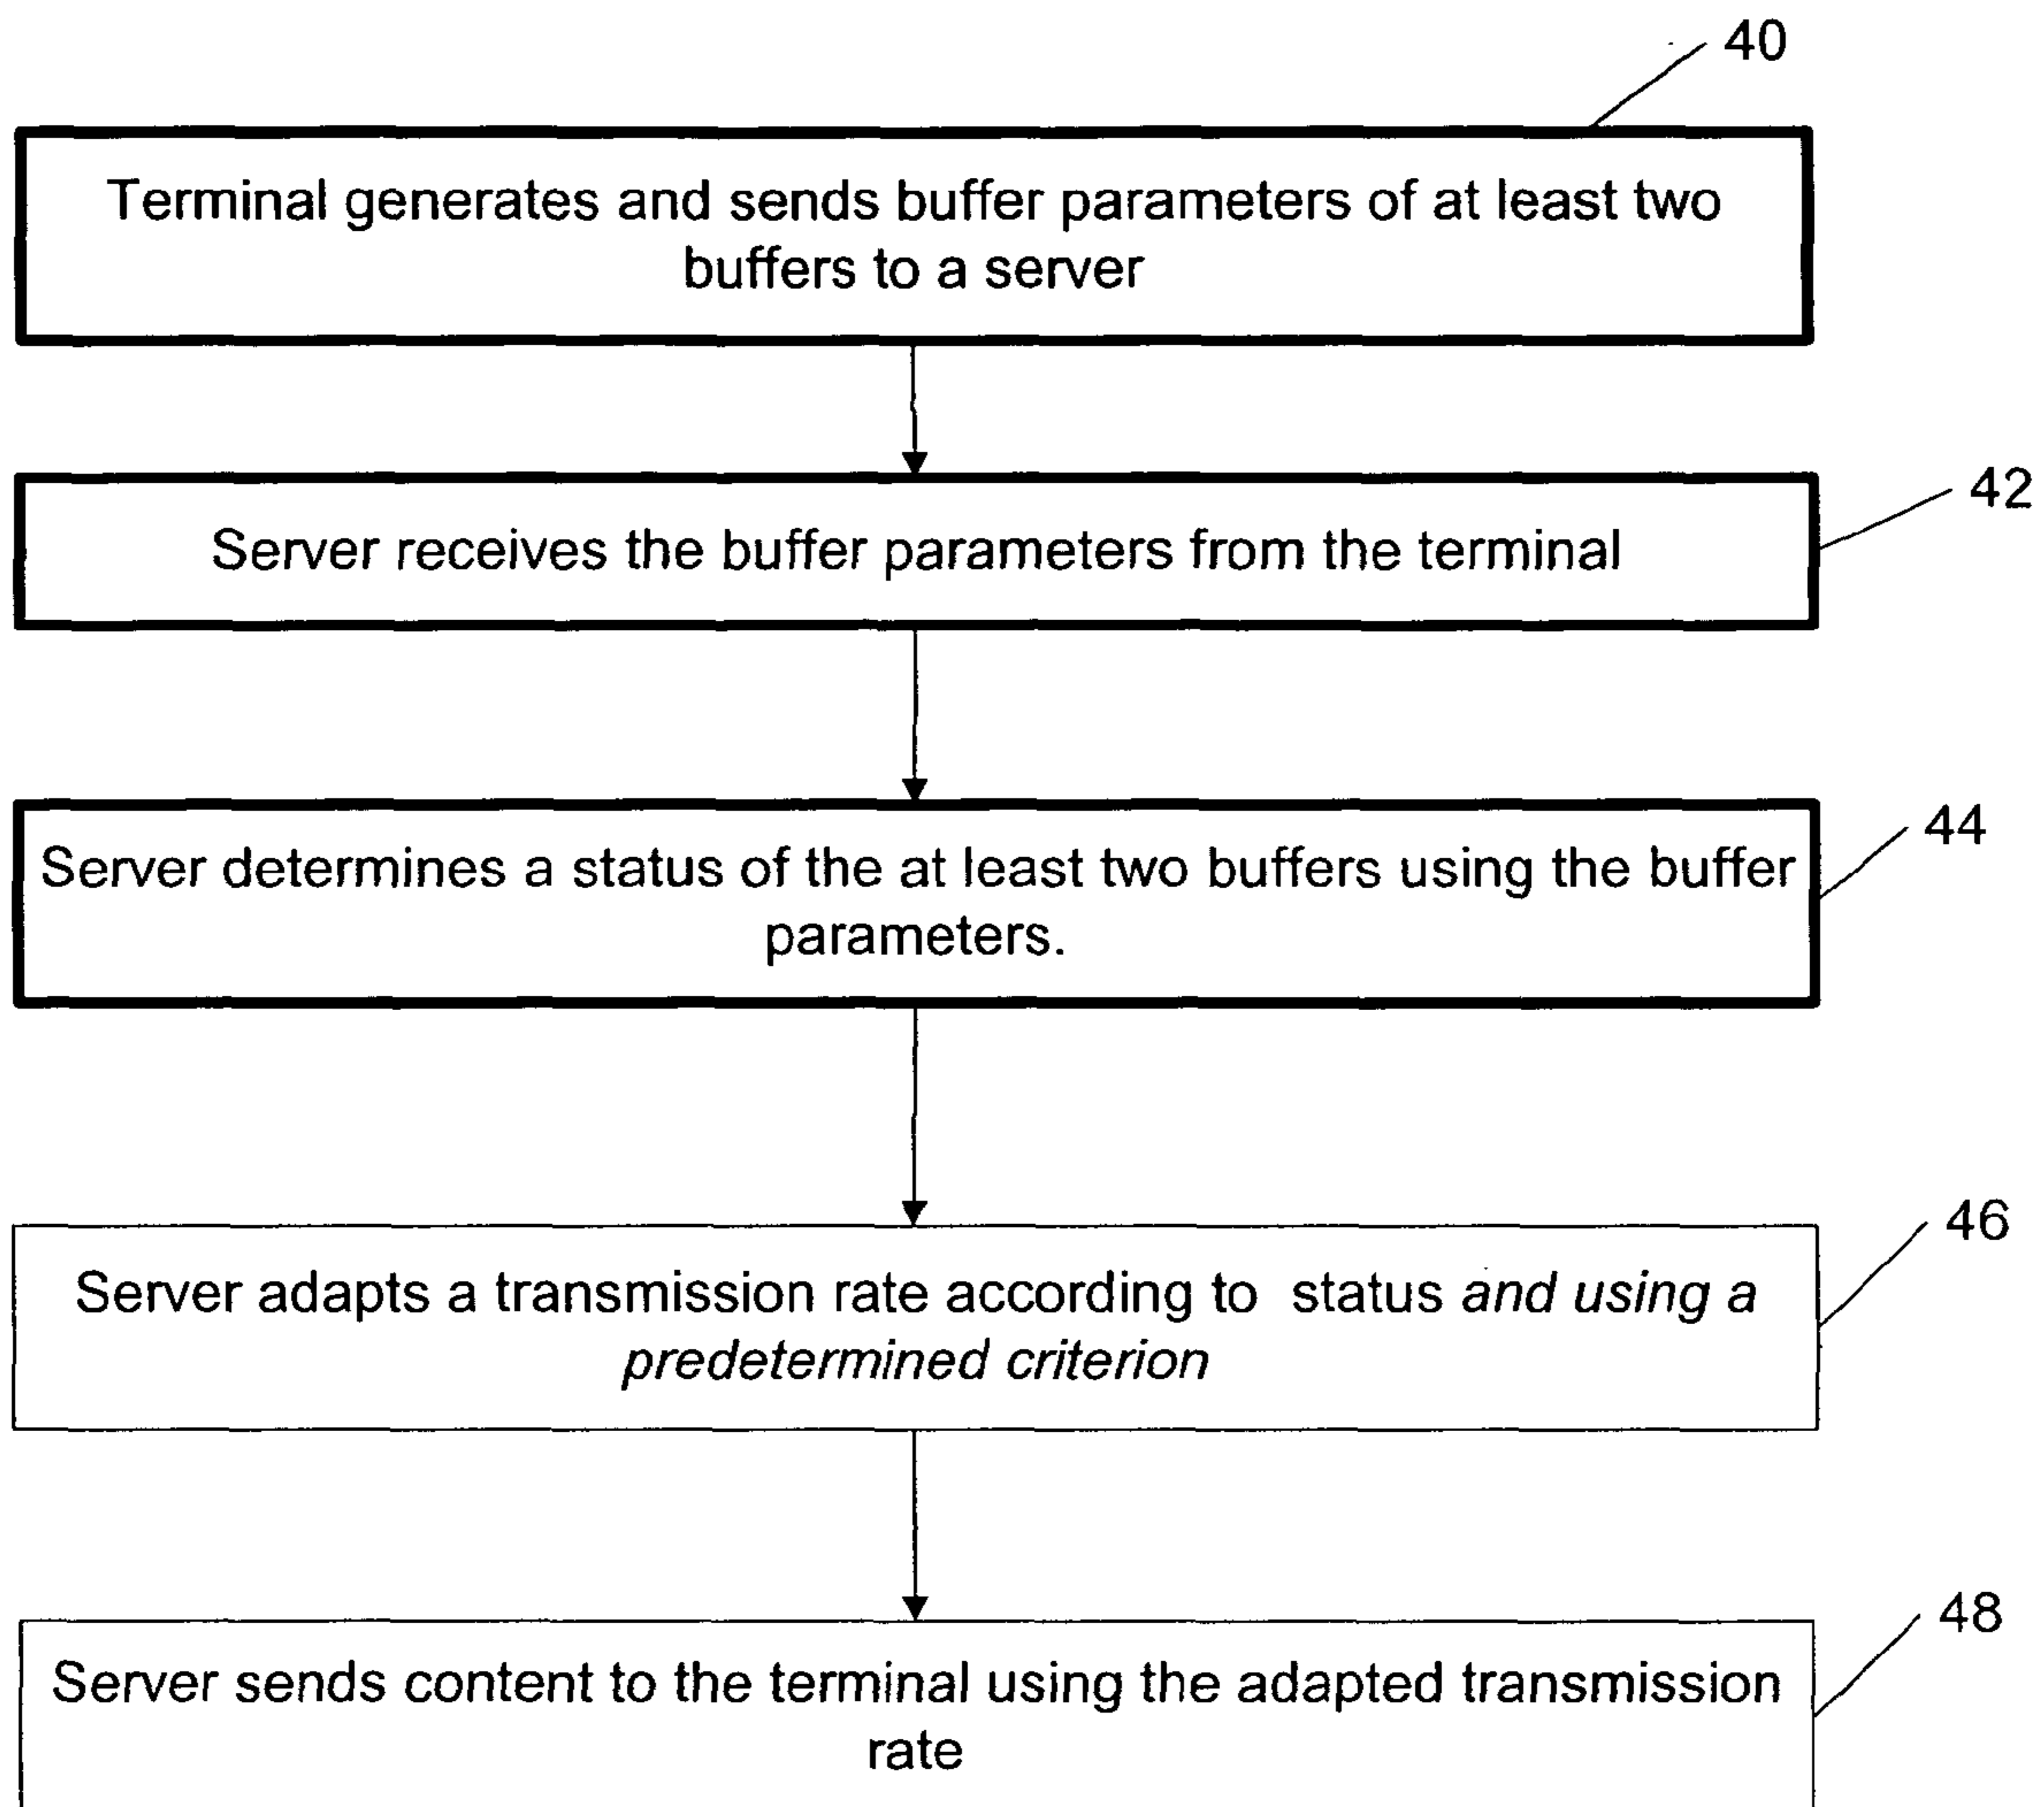 40
Terminal generates and sends buffer parameters of at least two
buffers to a server
42
Server receives the buffer parameters from the terminal
44
Server determines a status of the at least two buffers using the buffer
parameters.
46
Server adapts a transmission rate according to status and using a
predetermined criterion
48
Server sends content to the terminal using the adapted transmission
rate